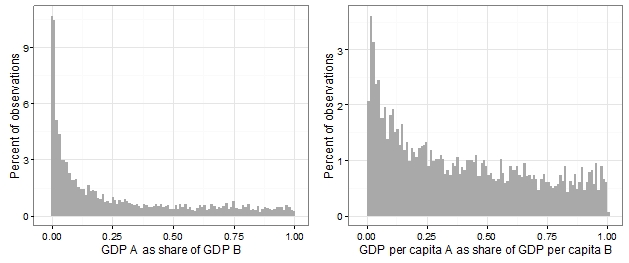 Percent of observations
9
6
3
0
0.00 0.25 0.50 0.75 1.00
GDP A as share of GDP B
Percent of observations
3
2
1
0
0.00 0.25 0.50 0.75 1.00
GDP per capita A as share of GDP per capita B